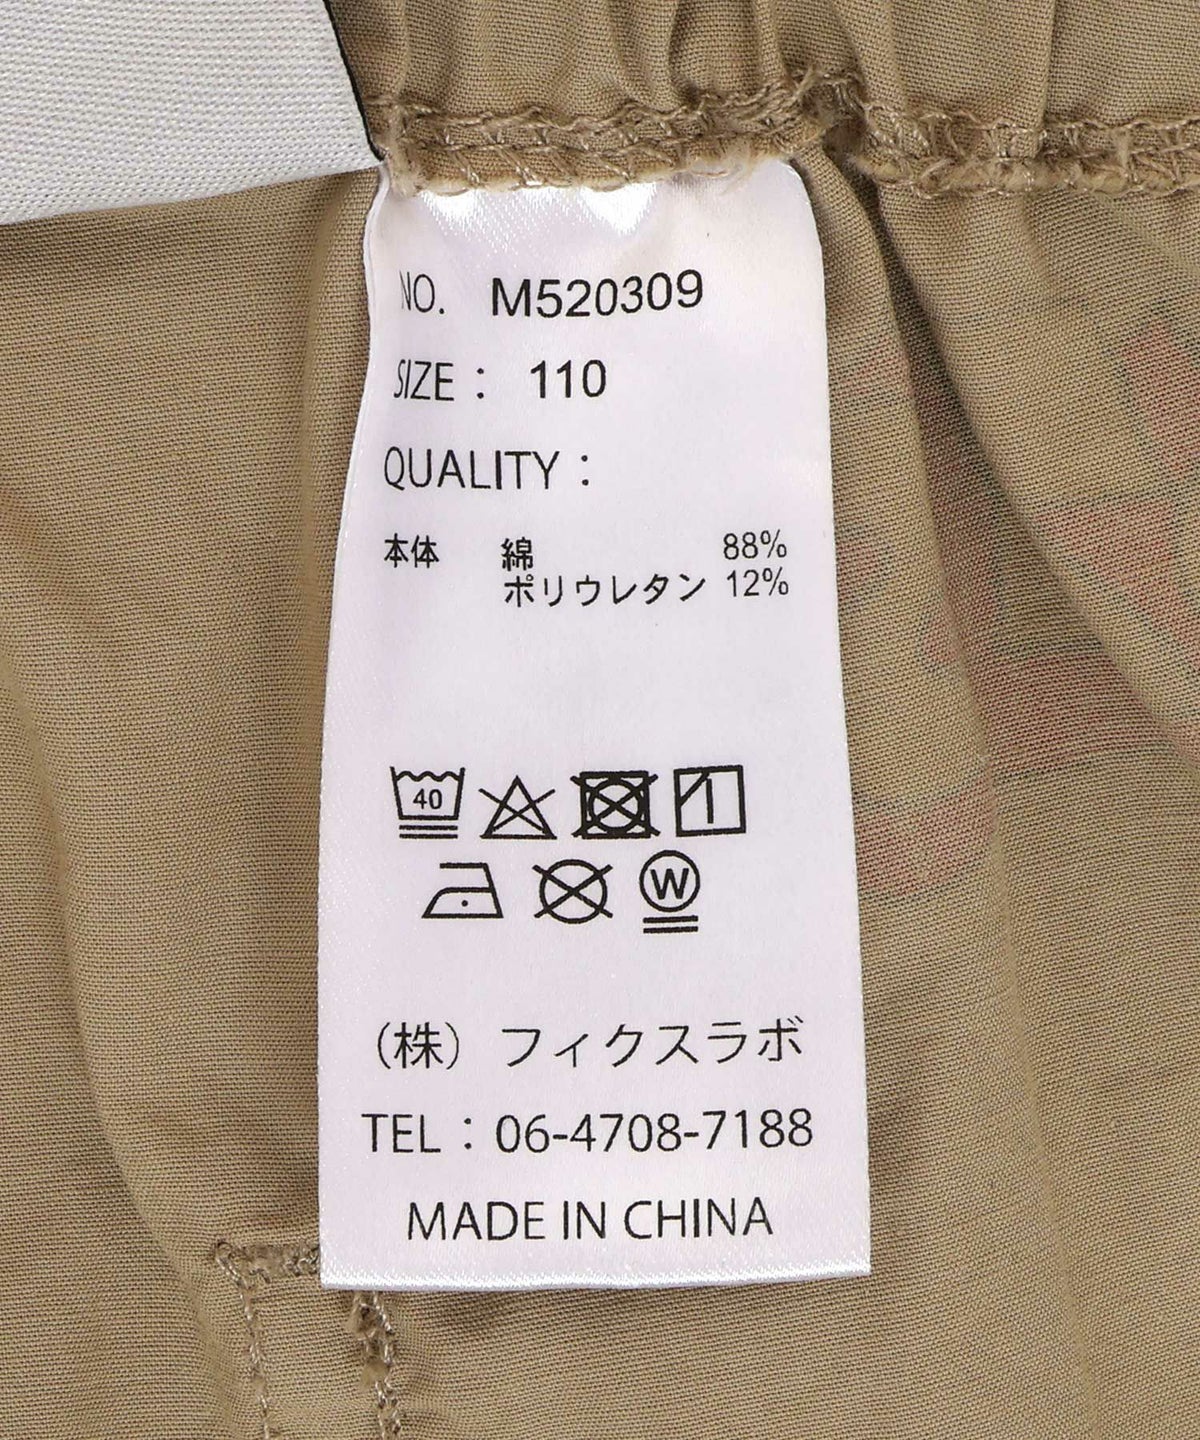 NO. M520309
SIZE： 110
QUALITY：
本体 綿 88%
ポリウレタン 12%
40
W
（株）フィクスラボ
TEL：06-4708-7188
MADE IN CHINA